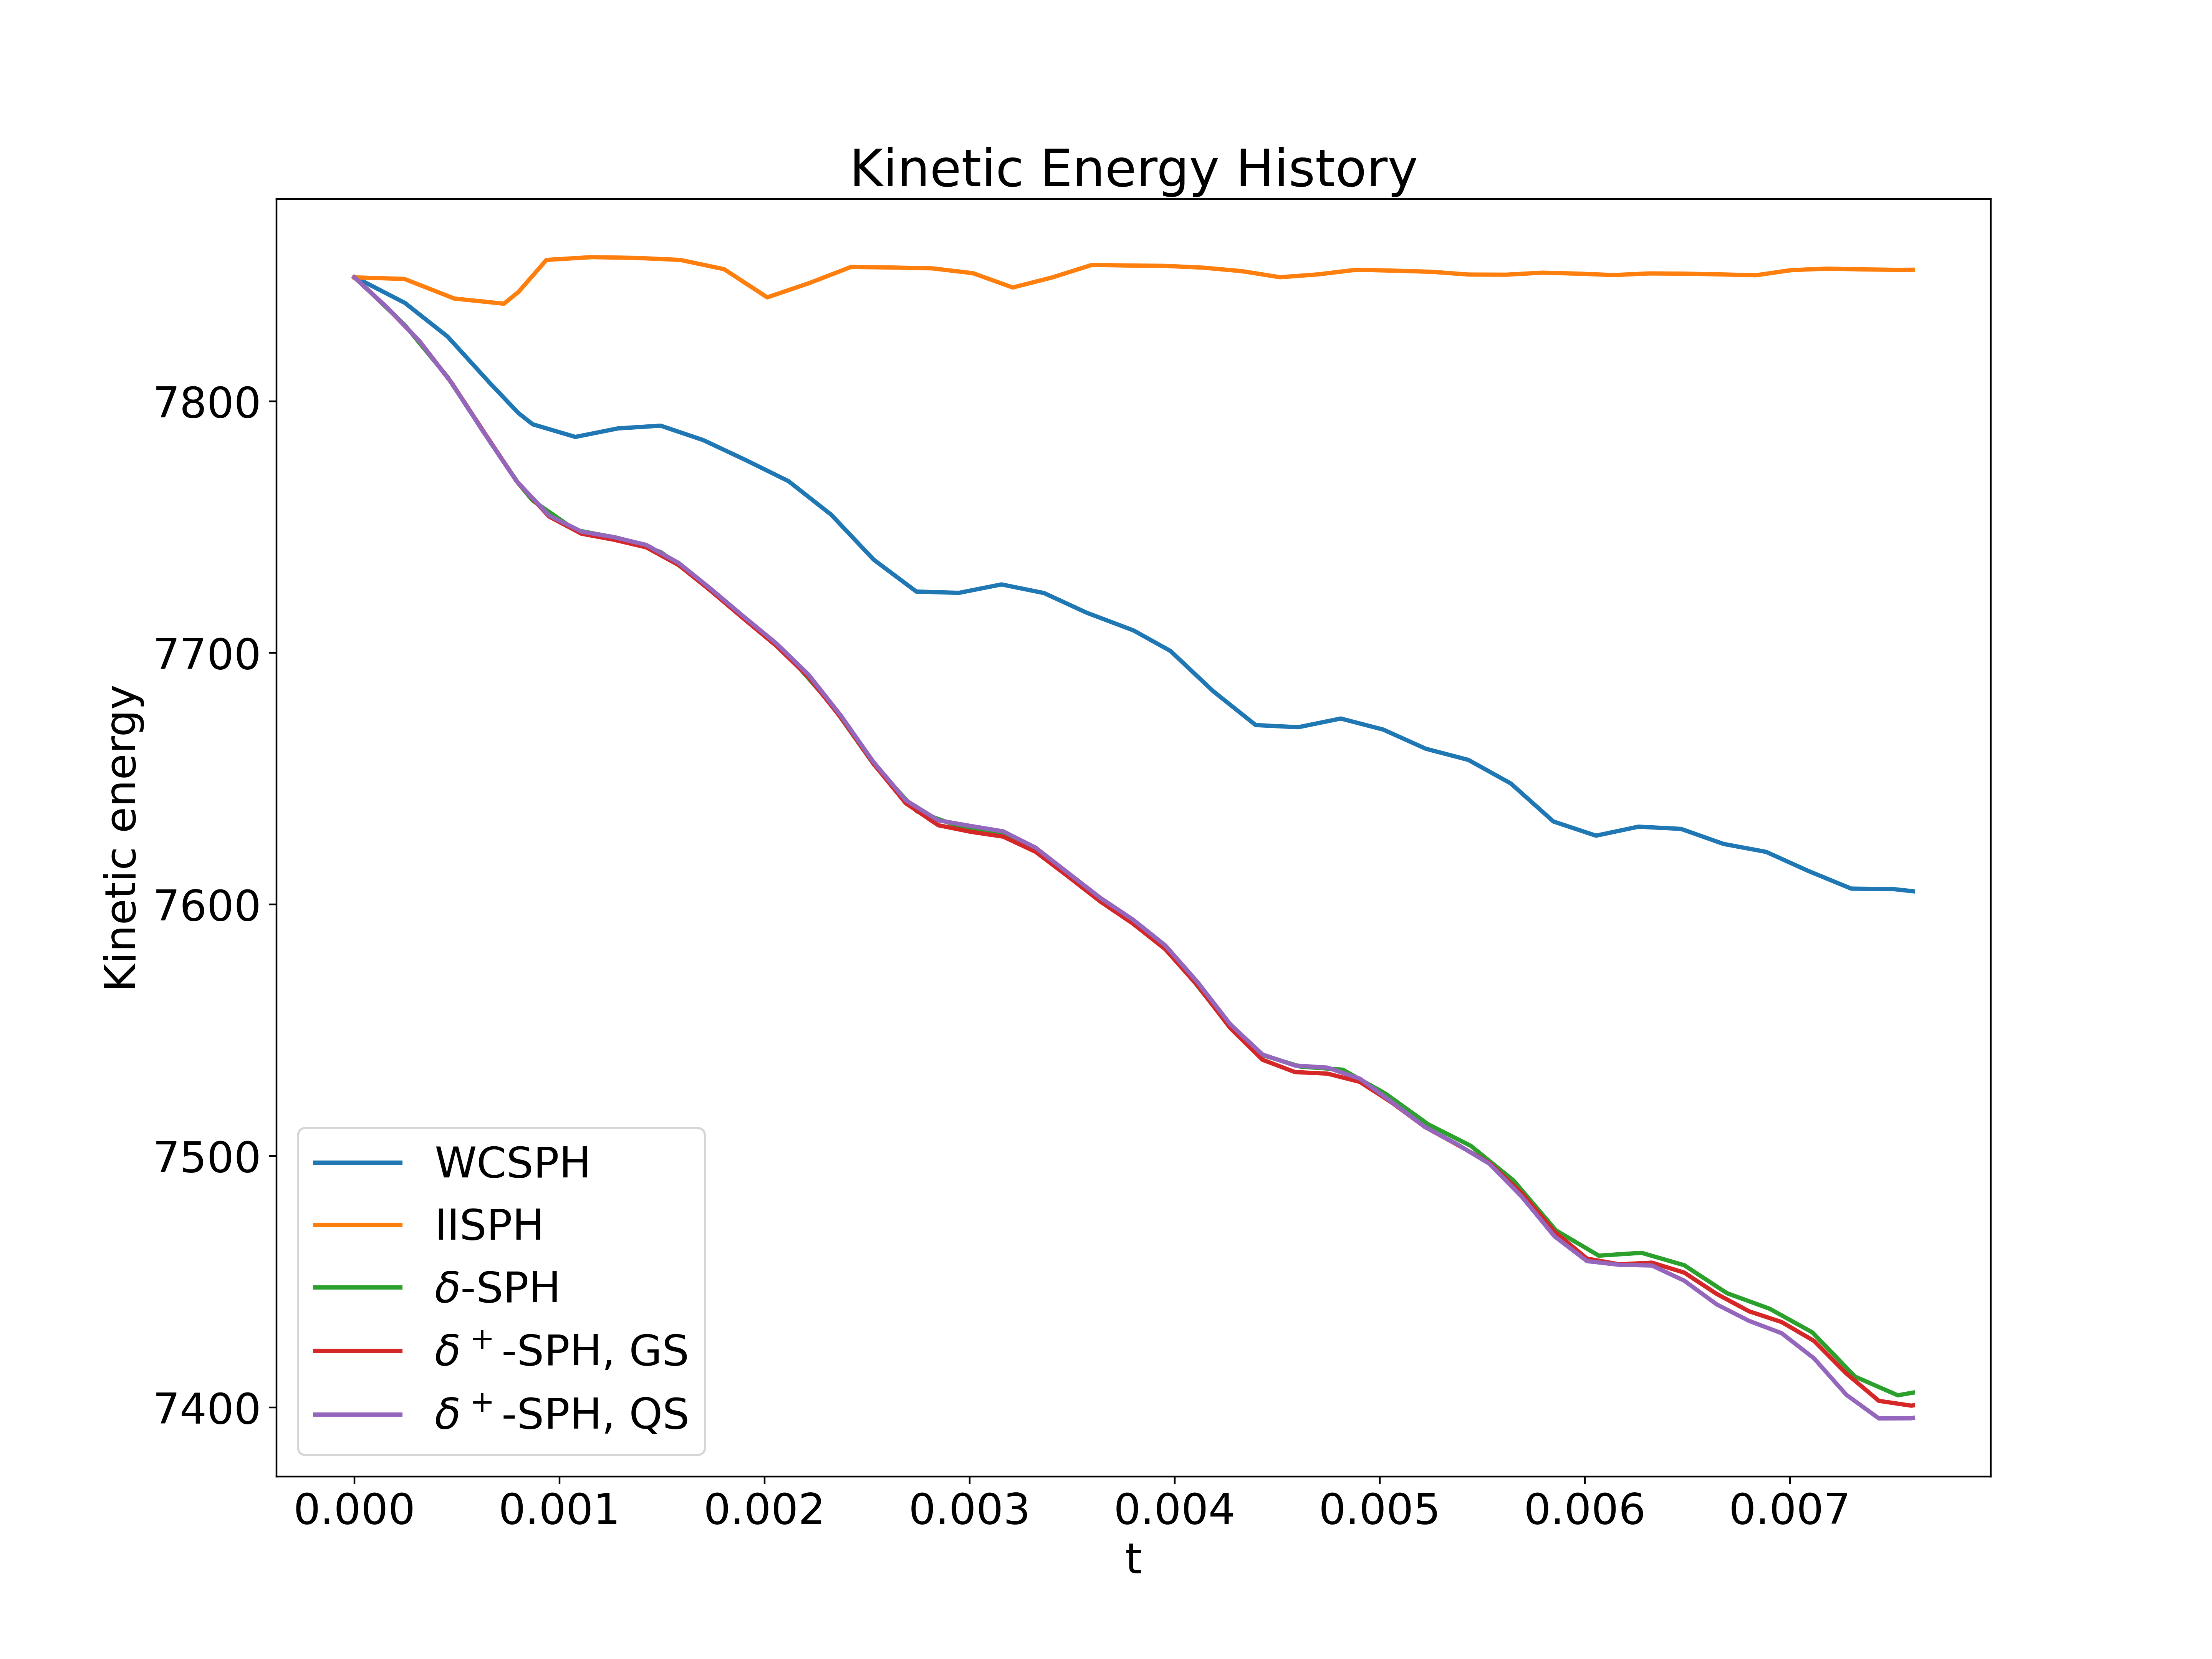 Kinetic Energy History
Kinetic energy
7800
7700
7600
7500
7400
WCSPH
IISPH
δ-SPH
δ⁺-SPH, GS
δ⁺-SPH, QS
0.000 0.001 0.002 0.003 0.004 0.005 0.006 0.007
t